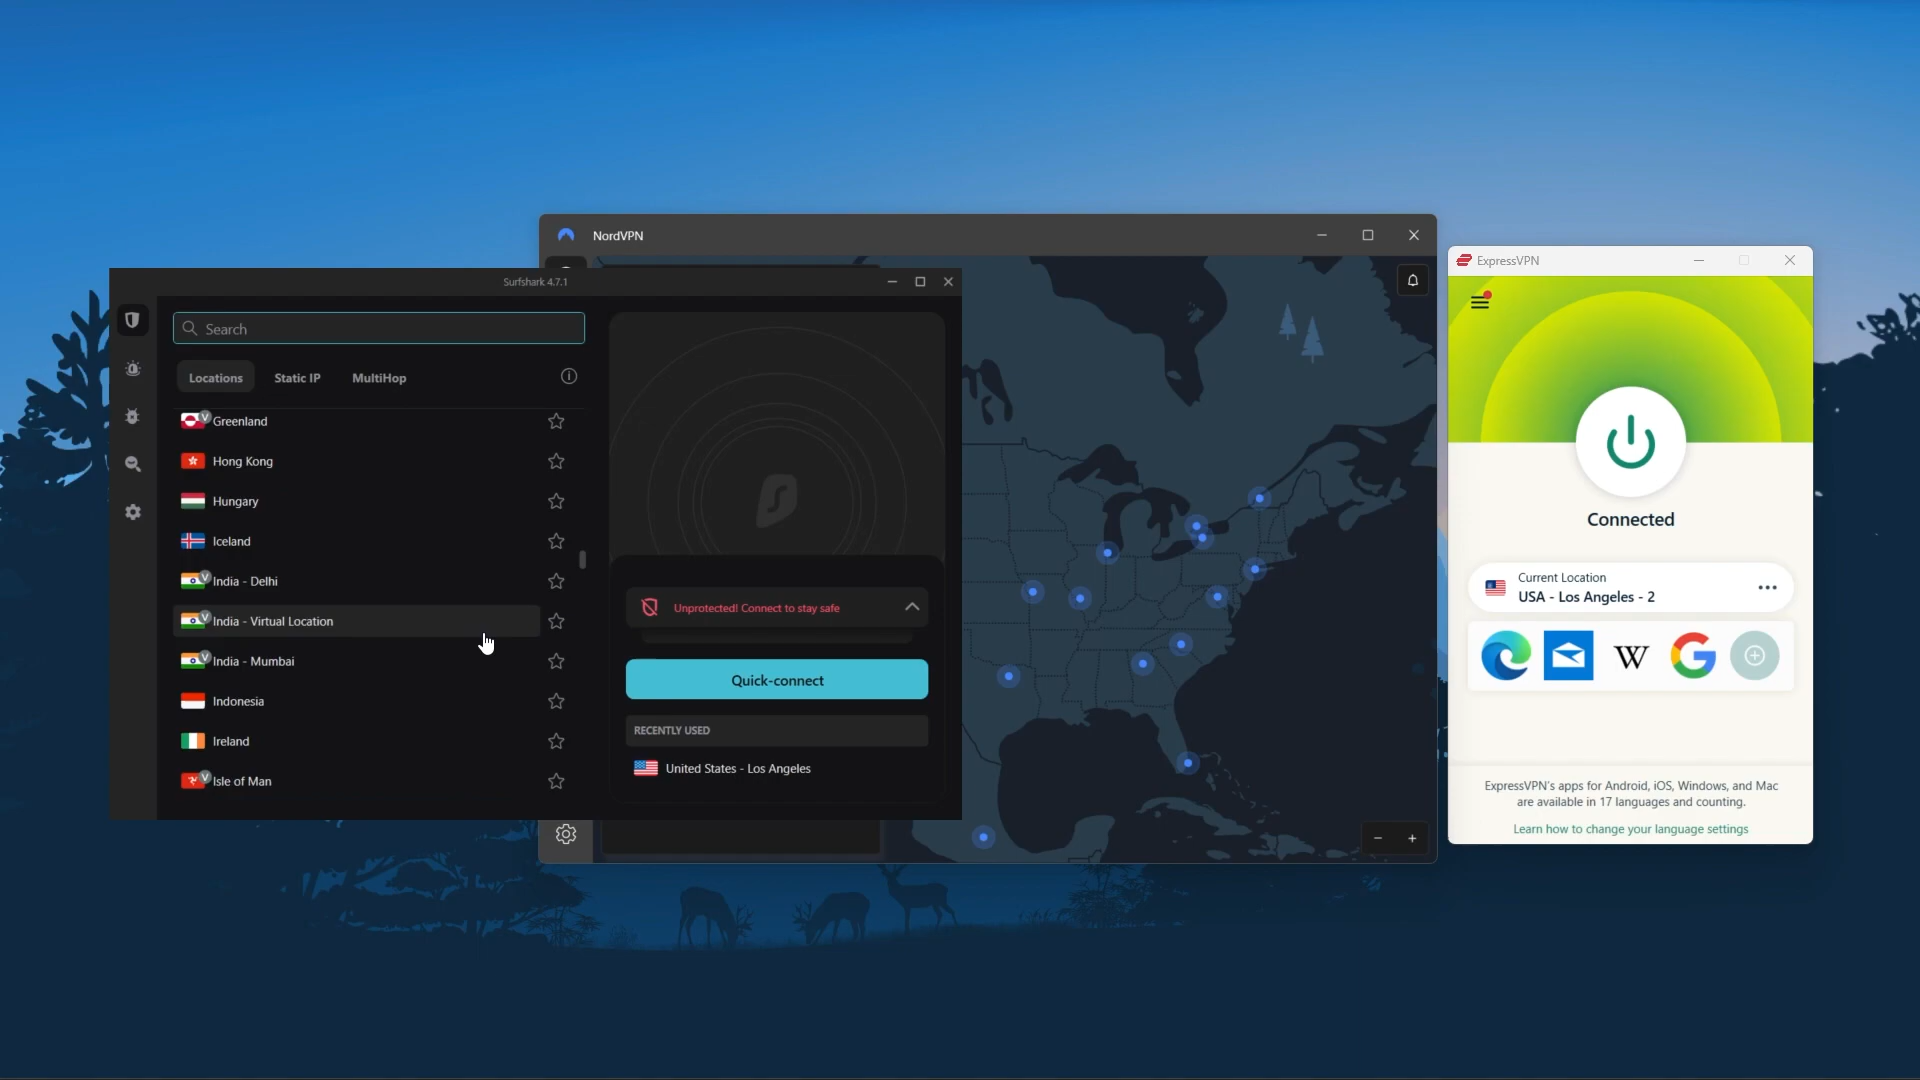 NordVPN
Surfshark 4.7.1
Search
Locations
Static IP
MultiHop
Greenland
Hong Kong
Hungary
Iceland
India - Delhi
India - Virtual Location
India - Mumbai
Indonesia
Ireland
Isle of Man
V
V
V
V
V
Unprotected! Connect to stay safe
Quick-connect
RECENTLY USED
United States - Los Angeles
ExpressVPN
Connected
Current Location
USA - Los Angeles - 2
W
G
ExpressVPN's apps for Android, iOS, Windows, and Mac
are available in 17 languages and counting.
Learn how to change your language settings